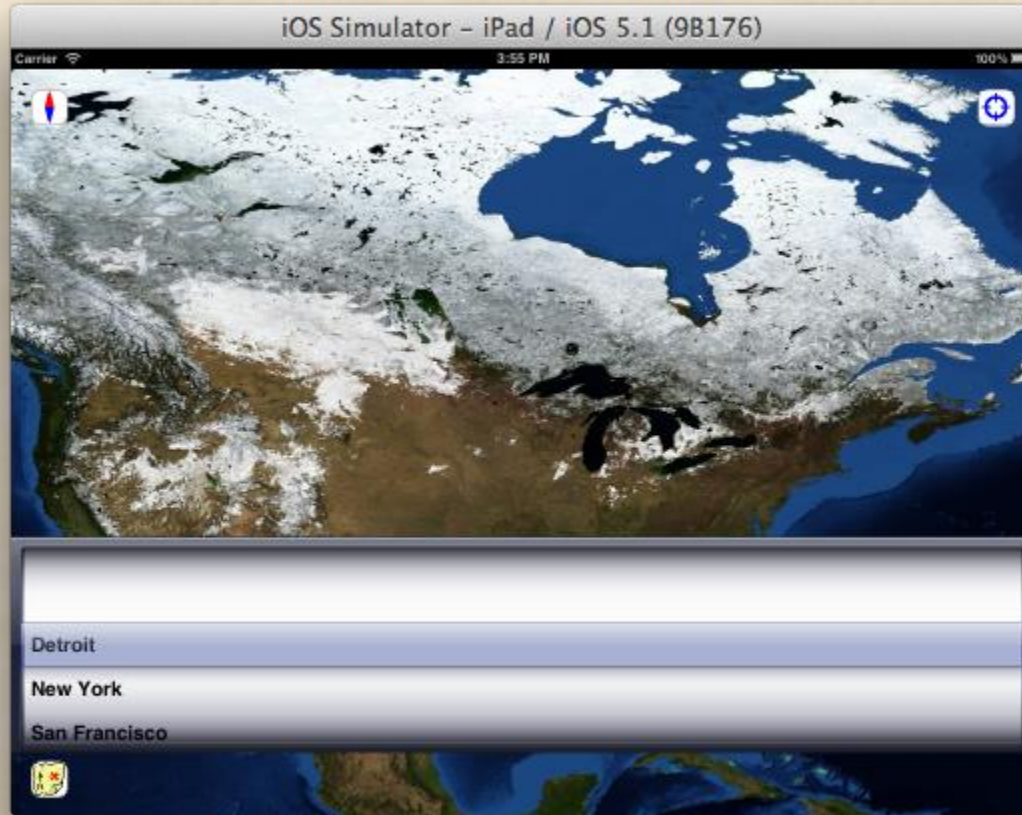 iOS Simulator – iPad / iOS 5.1 (9B176)
Carrier 3:55 PM 100%
Detroit
New York
San Francisco